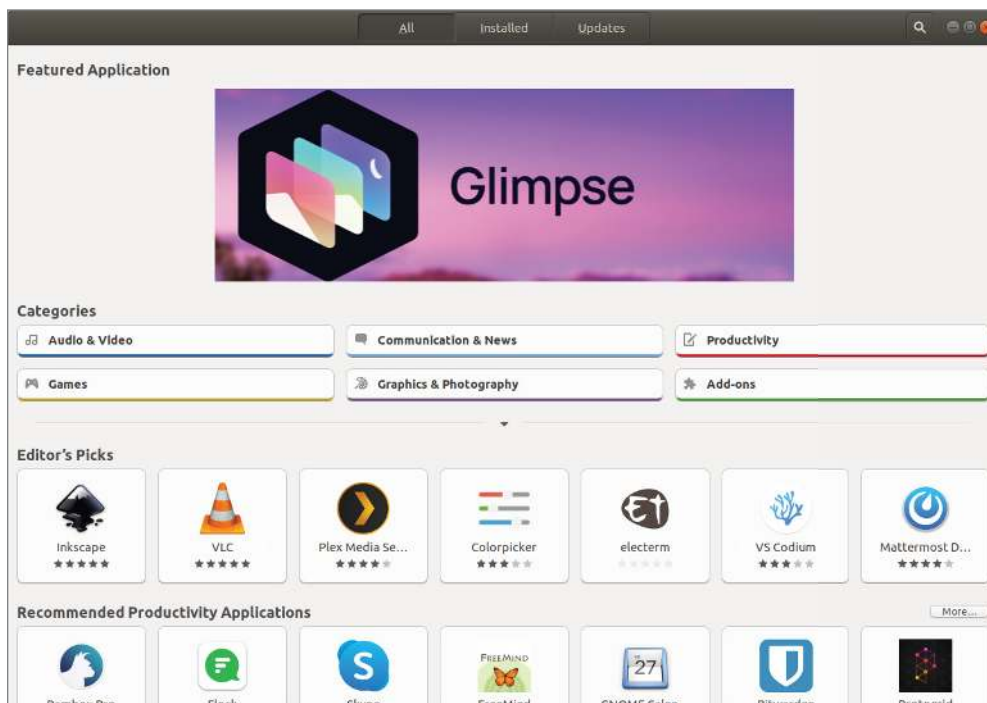 All Installed Updates
Featured Application
Glimpse
Categories
Audio & Video Communication & News Productivity
Games Graphics & Photography Add-ons
Editor's Picks
Inkscape VLC Plex Media Se... Colorpicker electerm VS Codium Mattermost D...
Recommended Productivity Applications More...
FREEMIND
27